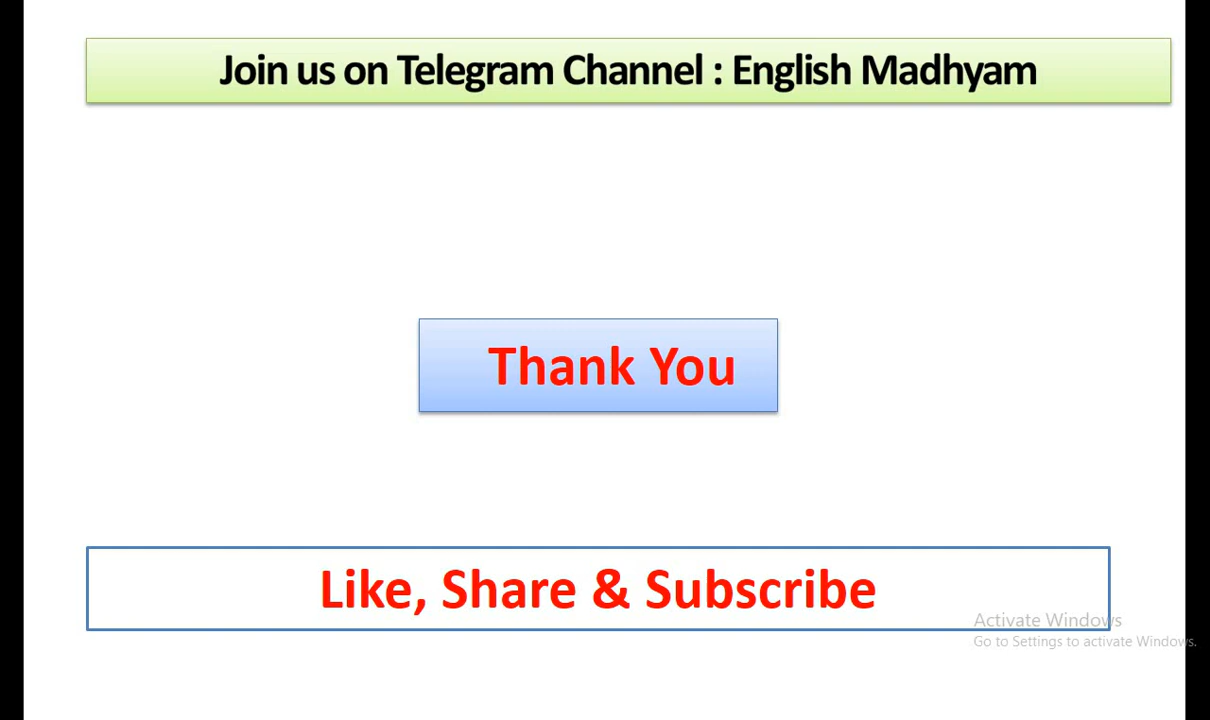 Join us on Telegram Channel : English Madhyam
Thank You
Like, Share & Subscribe
Activate Windows
Go to Settings to activate Windows.